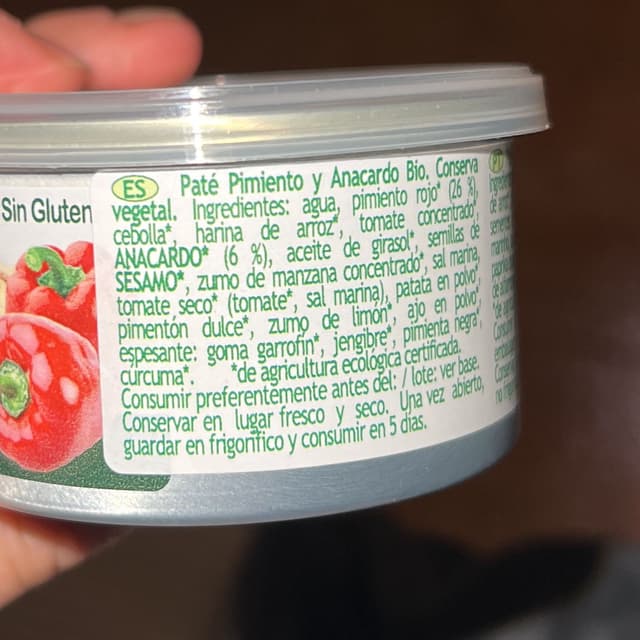 Sin Gluten
ES Paté Pimiento y Anacardo Bio. Conserva
vegetal. Ingredientes: agua, pimiento rojo* (26 %),
cebolla*, harina de arroz*, tomate concentrado*,
ANACARDO* (6 %), aceite de girasol*, semillas de
SÉSAMO*, zumo de manzana concentrado*, sal marina,
tomate seco* (tomate*, sal marina), patata en polvo*,
pimentón dulce*, zumo de limón*, ajo en polvo*,
espesante: goma garrofín*, jengibre*, pimienta negra*,
cúrcuma*. *de agricultura ecológica certificada.
Consumir preferentemente antes del: / lote: ver base.
Conservar en lugar fresco y seco. Una vez abierto,
guardar en frigorífico y consumir en 5 días.